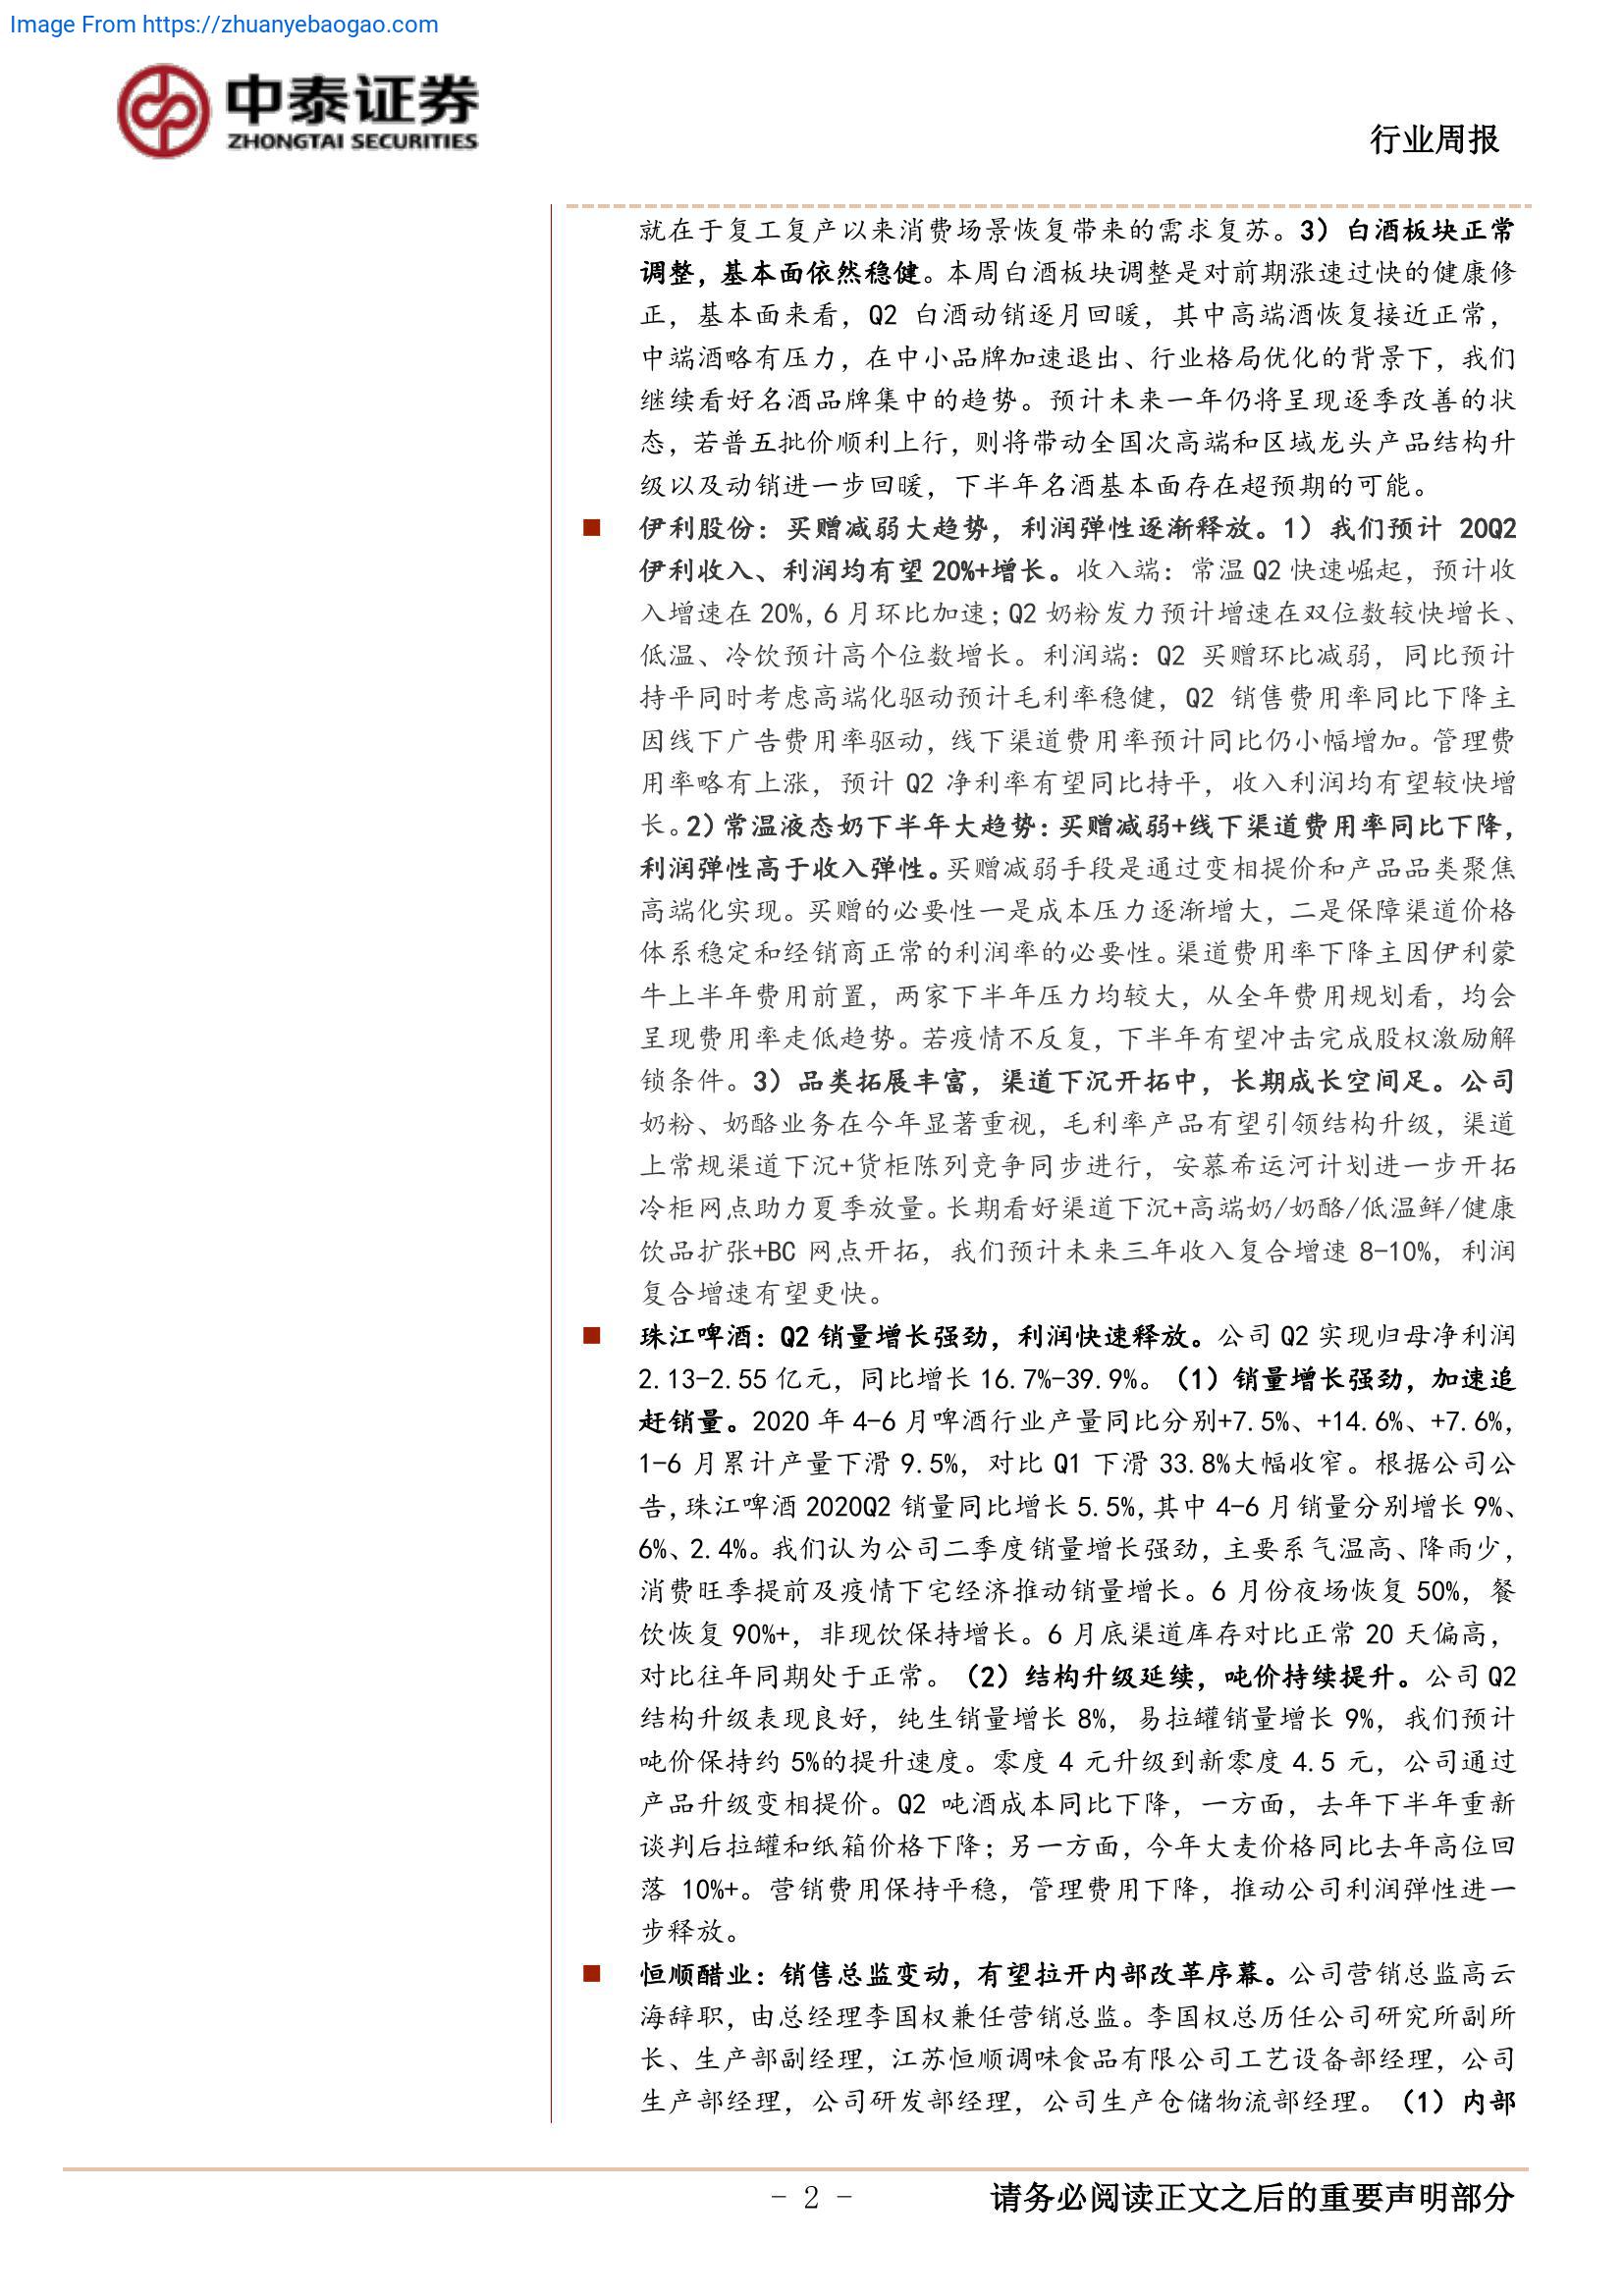 Image From https://zhuanyebaogao.com
中泰证券
ZHONGTAI SECURITIES
行业周报
就在于复工复产以来消费场景恢复带来的需求复苏。3）白酒板块正常
调整，基本面依然稳健。本周白酒板块调整是对前期涨速过快的健康修
正，基本面来看，Q2 白酒动销逐月回暖，其中高端酒恢复接近正常，
中端酒略有压力，在中小品牌加速退出、行业格局优化的背景下，我们
继续看好名酒品牌集中的趋势。预计未来一年仍将呈现逐季改善的状
态，若普五批价顺利上行，则将带动全国次高端和区域龙头产品结构升
级以及动销进一步回暖，下半年名酒基本面存在超预期的可能。
■ 伊利股份：买赠减弱大趋势，利润弹性逐渐释放。1）我们预计 20Q2
伊利收入、利润均有望 20%+增长。收入端：常温 Q2 快速崛起，预计收
入增速在 20%，6 月环比加速；Q2 奶粉发力预计增速在双位数较快增长、
低温、冷饮预计高个位数增长。利润端：Q2 买赠环比减弱，同比预计
持平同时考虑高端化驱动预计毛利率稳健，Q2 销售费用率同比下降主
因线下广告费用率驱动，线下渠道费用率预计同比仍小幅增加。管理费
用率略有上涨，预计 Q2 净利率有望同比持平，收入利润均有望较快增
长。2）常温液态奶下半年大趋势：买赠减弱+线下渠道费用率同比下降，
利润弹性高于收入弹性。买赠减弱手段是通过变相提价和产品品类聚焦
高端化实现。买赠的必要性一是成本压力逐渐增大，二是保障渠道价格
体系稳定和经销商正常的利润率的必要性。渠道费用率下降主因伊利蒙
牛上半年费用前置，两家下半年压力均较大，从全年费用规划看，均会
呈现费用率走低趋势。若疫情不反复，下半年有望冲击完成股权激励解
锁条件。3）品类拓展丰富，渠道下沉开拓中，长期成长空间足。公司
奶粉、奶酪业务在今年显著重视，毛利率产品有望引领结构升级，渠道
上常规渠道下沉+货柜陈列竞争同步进行，安慕希运河计划进一步开拓
冷柜网点助力夏季放量。长期看好渠道下沉+高端奶/奶酪/低温鲜/健康
饮品扩张+BC 网点开拓，我们预计未来三年收入复合增速 8-10%，利润
复合增速有望更快。
■ 珠江啤酒：Q2 销量增长强劲，利润快速释放。公司 Q2 实现归母净利润
2.13-2.55 亿元，同比增长 16.7%-39.9%。（1）销量增长强劲，加速追
赶销量。2020 年 4-6 月啤酒行业产量同比分别+7.5%、+14.6%、+7.6%，
1-6 月累计产量下滑 9.5%，对比 Q1 下滑 33.8%大幅收窄。根据公司公
告，珠江啤酒 2020Q2 销量同比增长 5.5%，其中 4-6 月销量分别增长 9%、
6%、2.4%。我们认为公司二季度销量增长强劲，主要系气温高、降雨少，
消费旺季提前及疫情下宅经济推动销量增长。6 月份夜场恢复 50%，餐
饮恢复 90%+，非现饮保持增长。6 月底渠道库存对比正常 20 天偏高，
对比往年同期处于正常。（2）结构升级延续，吨价持续提升。公司 Q2
结构升级表现良好，纯生销量增长 8%，易拉罐销量增长 9%，我们预计
吨价保持约 5%的提升速度。零度 4 元升级到新零度 4.5 元，公司通过
产品升级变相提价。Q2 吨酒成本同比下降，一方面，去年下半年重新
谈判后拉罐和纸箱价格下降；另一方面，今年大麦价格同比去年高位回
落 10%+。营销费用保持平稳，管理费用下降，推动公司利润弹性进一
步释放。
■ 恒顺醋业：销售总监变动，有望拉开内部改革序幕。公司营销总监高云
海辞职，由总经理李国权兼任营销总监。李国权总历任公司研究所副所
长、生产部副经理，江苏恒顺调味食品有限公司工艺设备部经理，公司
生产部经理，公司研发部经理，公司生产仓储物流部经理。（1）内部
- 2 -
请务必阅读正文之后的重要声明部分